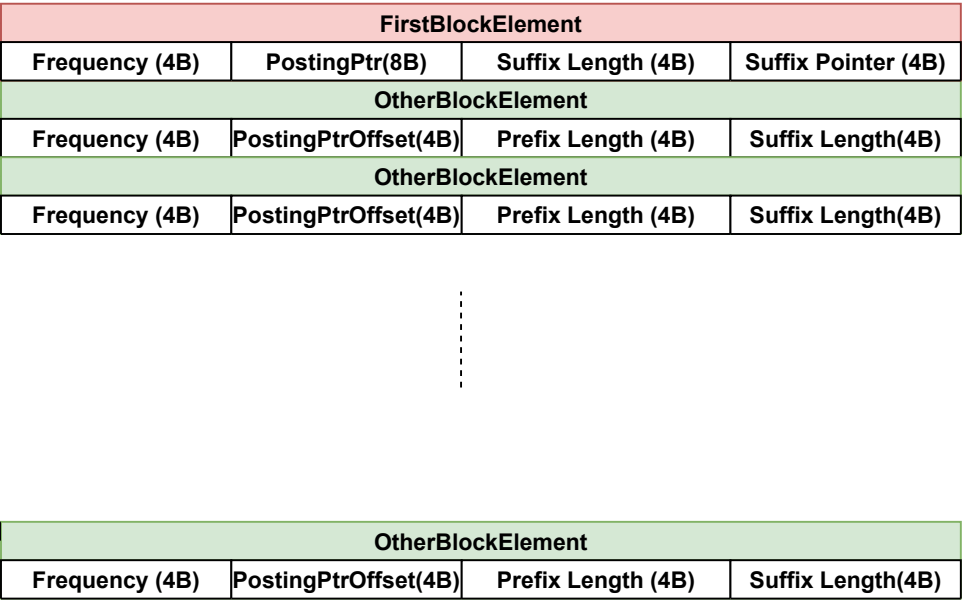 FirstBlockElement
Frequency (4B) PostingPtr(8B) Suffix Length (4B) Suffix Pointer (4B)
OtherBlockElement
Frequency (4B) PostingPtrOffset(4B) Prefix Length (4B) Suffix Length(4B)
OtherBlockElement
Frequency (4B) PostingPtrOffset(4B) Prefix Length (4B) Suffix Length(4B)
OtherBlockElement
Frequency (4B) PostingPtrOffset(4B) Prefix Length (4B) Suffix Length(4B)